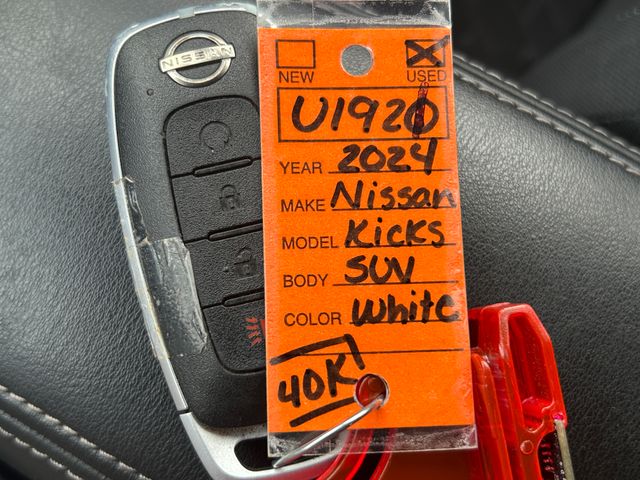 NISSAN
NEW USED
U1920
YEAR 2024
MAKE Nissan
MODEL Kicks
BODY SUV
COLOR White
40K